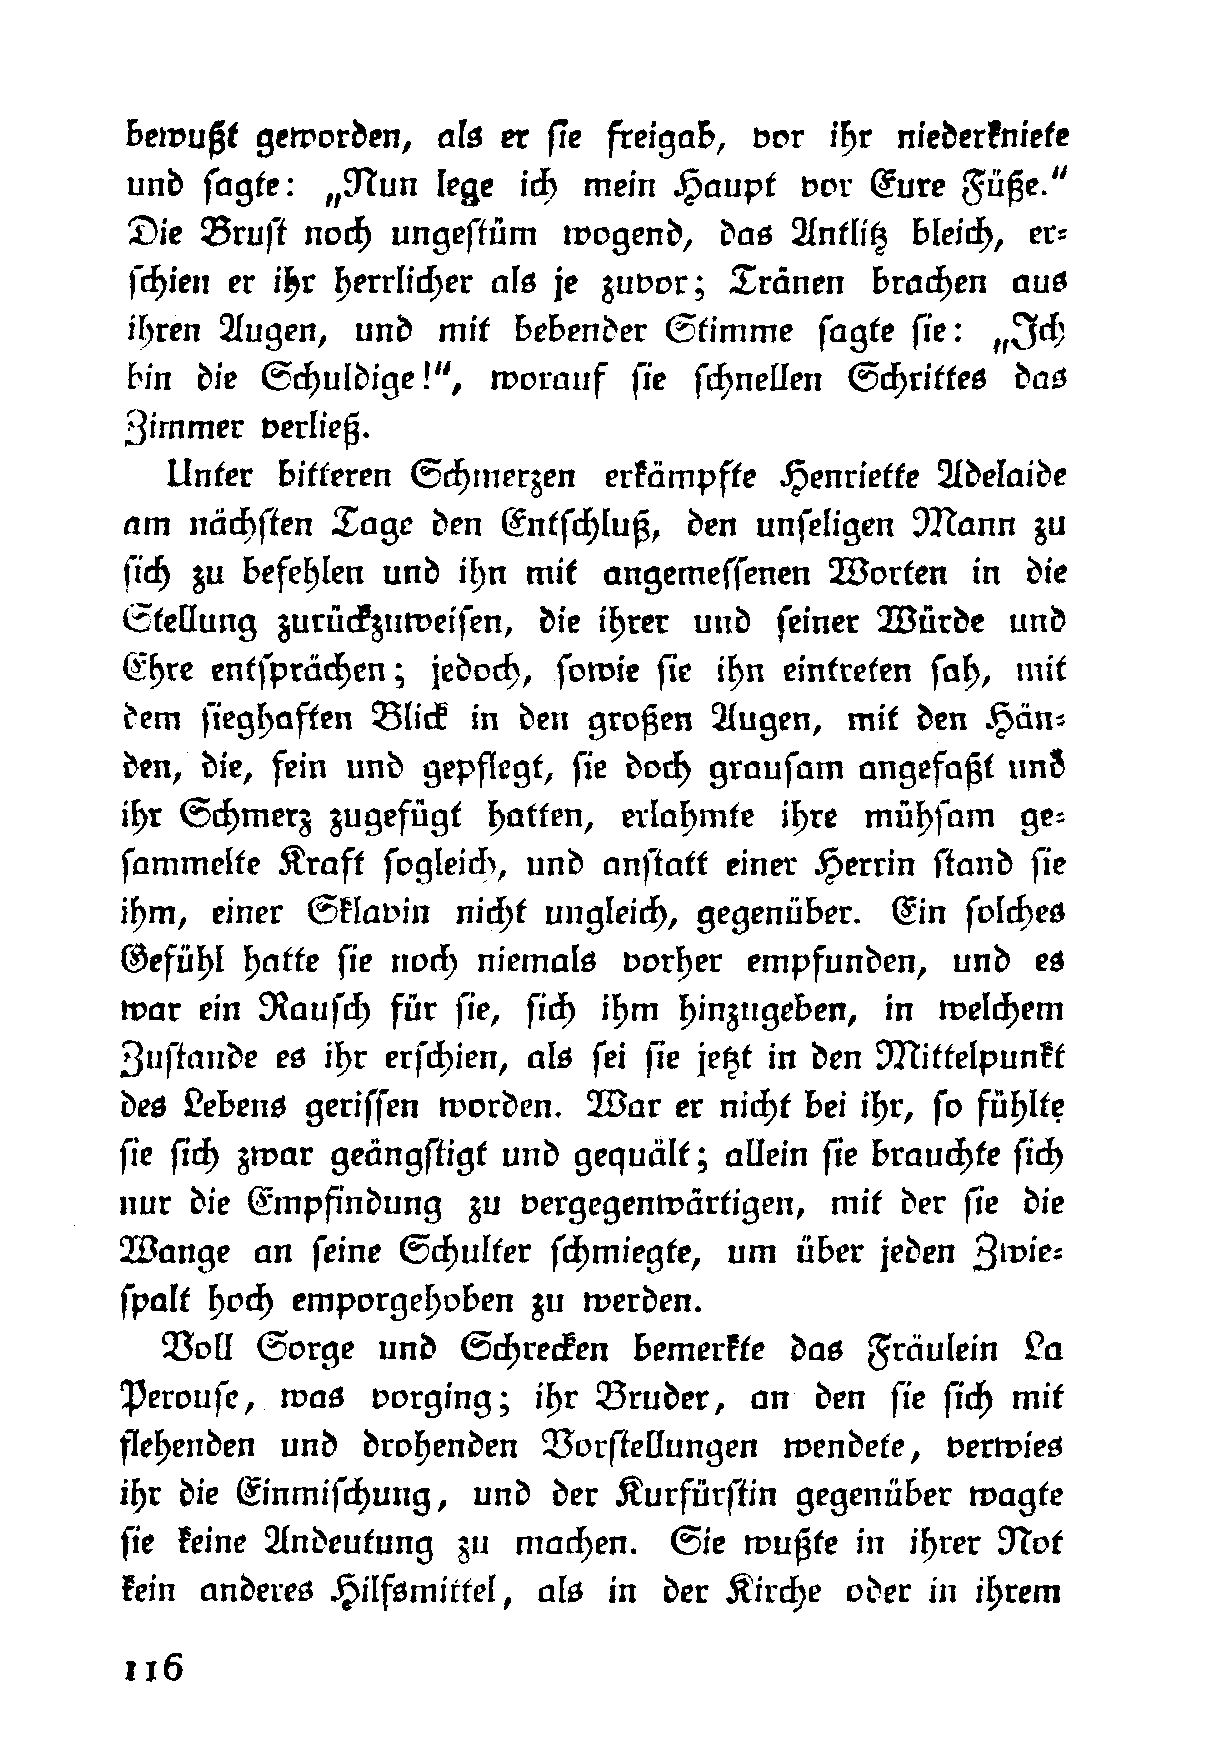 bewußt geworden, als er sie freigab, vor ihr niederkniete
und sagte: „Nun lege ich mein Haupt vor Eure Füße.“
Die Brust noch ungestüm wogend, das Antlitz bleich, er-
schien er ihr herrlicher als je zuvor; Tränen brachen aus
ihren Augen, und mit bebender Stimme sagte sie: „Ich
bin die Schuldige!“, worauf sie schnellen Schrittes das
Zimmer verließ.
Unter bitteren Schmerzen erkämpfte Henriette Adelaide
am nächsten Tage den Entschluß, den unseligen Mann zu
sich zu befehlen und ihn mit angemessenen Worten in die
Stellung zurückzuweisen, die ihrer und seiner Würde und
Ehre entsprächen; jedoch, sowie sie ihn eintreten sah, mit
dem sieghaften Blick in den großen Augen, mit den Hän-
den, die, fein und gepflegt, sie doch grausam angefaßt und
ihr Schmerz zugefügt hatten, erlahmte ihre mühsam ge-
sammelte Kraft sogleich, und anstatt einer Herrin stand sie
ihm, einer Sklavin nicht ungleich, gegenüber. Ein solches
Gefühl hatte sie noch niemals vorher empfunden, und es
war ein Rausch für sie, sich ihm hinzugeben, in welchem
Zustande es ihr erschien, als sei sie jetzt in den Mittelpunkt
des Lebens gerissen worden. War er nicht bei ihr, so fühlte
sie sich zwar geängstigt und gequält; allein sie brauchte sich
nur die Empfindung zu vergegenwärtigen, mit der sie die
Wange an seine Schulter schmiegte, um über jeden Zwie-
spalt hoch emporgehoben zu werden.
Voll Sorge und Schrecken bemerkte das Fräulein La
Perouse, was vorging; ihr Bruder, an den sie sich mit
flehenden und drohenden Vorstellungen wendete, verwies
ihr die Einmischung, und der Kurfürstin gegenüber wagte
sie keine Andeutung zu machen. Sie wußte in ihrer Not
kein anderes Hilfsmittel, als in der Kirche oder in ihrem
116